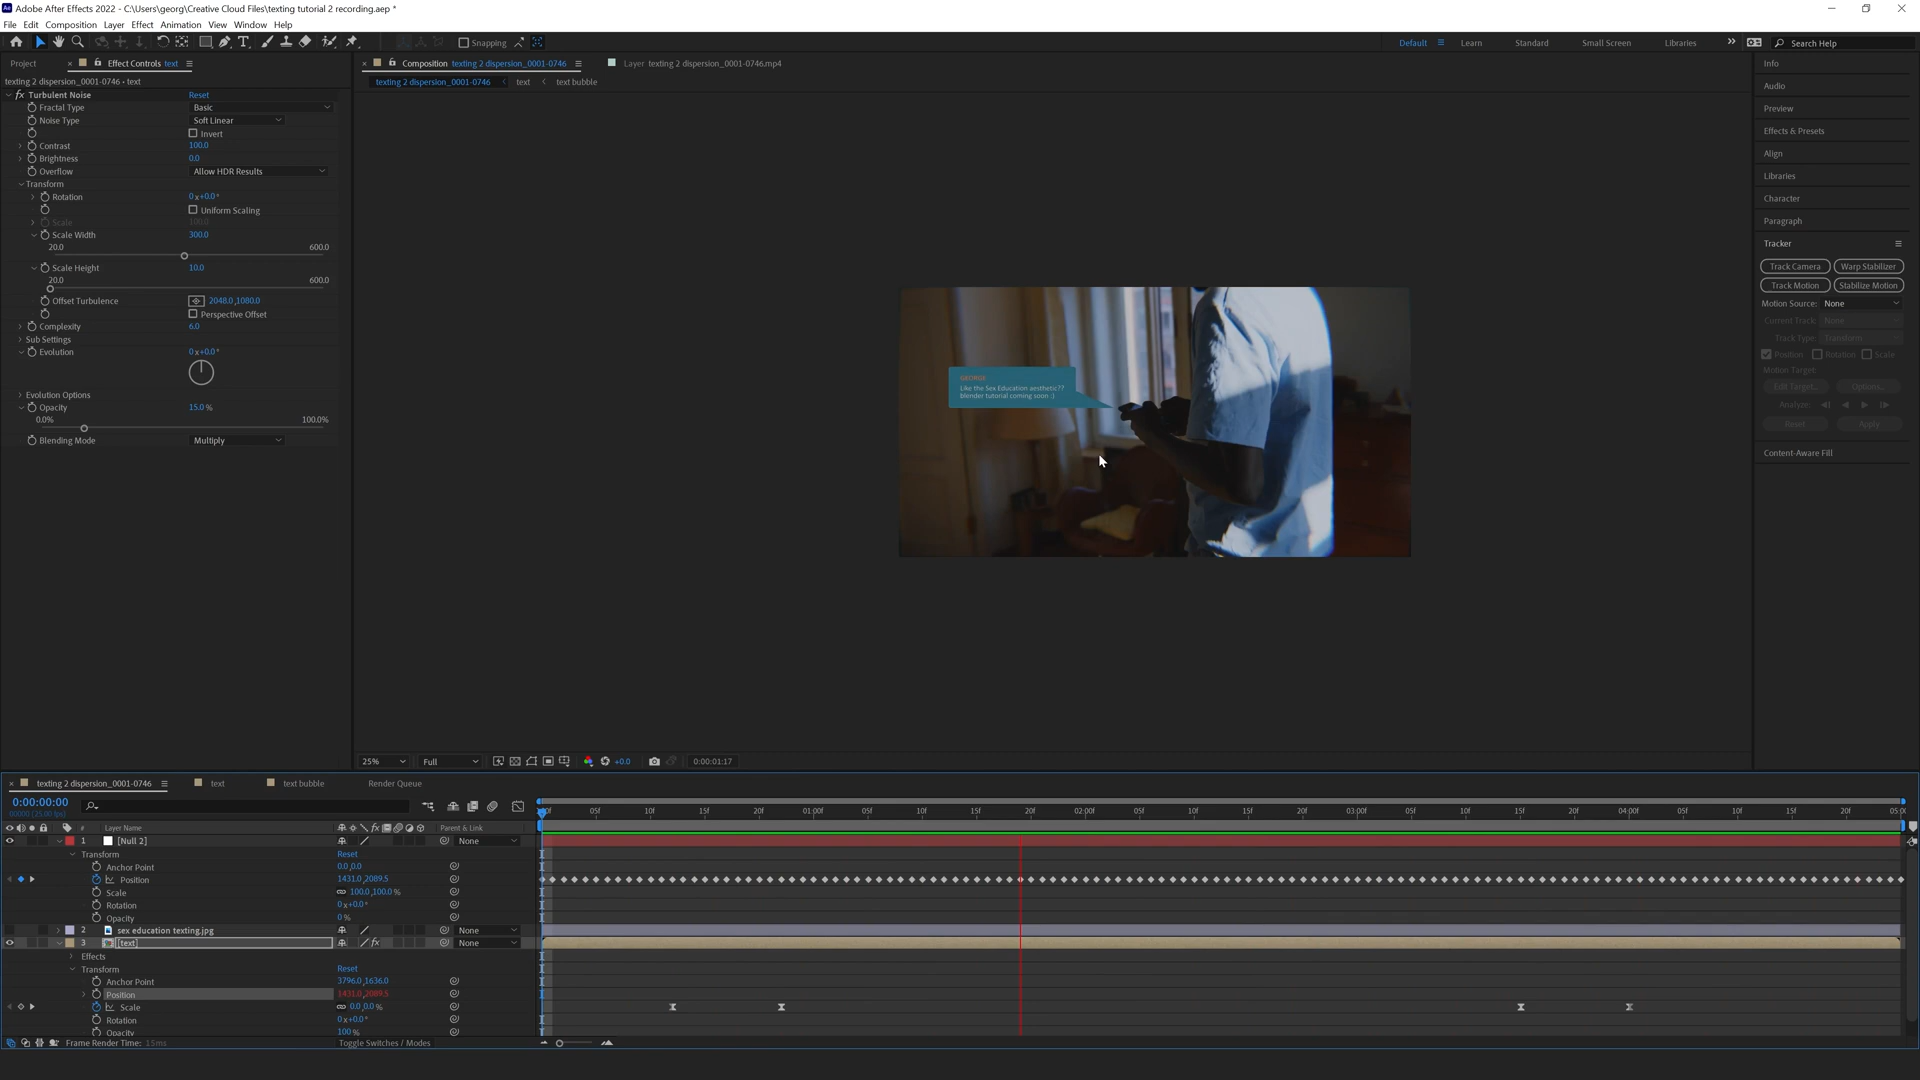 Adobe After Effects 2022 - C:\Users\georg\Creative Cloud Files\texting tutorial 2 recording.aep *
File Edit Composition Layer Effect Animation View Window Help
Snapping
Default Learn Standard Small Screen Libraries Search Help
Project Effect Controls text
Composition texting 2 dispersion_0001-0746
Layer texting 2 dispersion_0001-0746.mp4
texting 2 dispersion_0001-0746 • text
texting 2 dispersion_0001-0746 text text bubble
fx Turbulent Noise Reset
Fractal Type Basic
Noise Type Soft Linear
Invert
Contrast 100.0
Brightness 0.0
Overflow Allow HDR Results
Transform
Rotation 0x+0.0°
Uniform Scaling
Scale 100.0
Scale Width 300.0
20.0 600.0
Scale Height 10.0
20.0 600.0
Offset Turbulence 2048.0,1080.0
Perspective Offset
Complexity 6.0
Sub Settings
Evolution 0x+0.0°
Evolution Options
Opacity 15.0 %
0.0% 100.0%
Blending Mode Multiply
GEORGE
Like the Sex Education aesthetic??
blender tutorial coming soon :)
Info
Audio
Preview
Effects & Presets
Align
Libraries
Character
Paragraph
Tracker
Track Camera Warp Stabilizer
Track Motion Stabilize Motion
Motion Source: None
Current Track: None
Track Type: Transform
Position Rotation Scale
Motion Target:
Edit Target... Options...
Analyze:
Reset Apply
Content-Aware Fill
25% Full +0.0 0:00:01:17
texting 2 dispersion_0001-0746 text text bubble Render Queue
0:00:00:00
00000 (25.00 fps)
:00f 05f 10f 15f 20f 01:00f 05f 10f 15f 20f 02:00f 05f 10f 15f 20f 03:00f 05f 10f 15f 20f 04:00f 05f 10f 15f 20f 05:0
# Layer Name fx Parent & Link
1 [Null 2] None
Transform Reset
Anchor Point 0.0,0.0
Position 1431.0,2089.5
Scale 100.0,100.0 %
Rotation 0x+0.0°
Opacity 0 %
2 sex education texting.jpg None
3 [text] fx None
Effects
Transform Reset
Anchor Point 3796.0,1636.0
Position 1431.0,2089.5
Scale 0.0,0.0 %
Rotation 0x+0.0°
Opacity 100 %
Frame Render Time: 15ms Toggle Switches / Modes